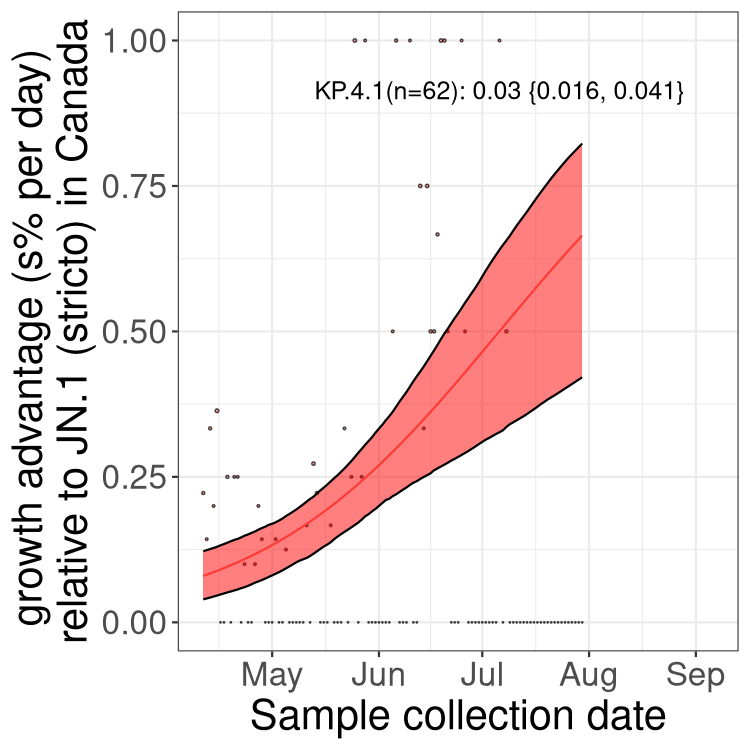 growth advantage (s% per day)
relative to JN.1 (stricto) in Canada
1.00
0.75
0.50
0.25
0.00
KP.4.1(n=62): 0.03 {0.016, 0.041}
May Jun Jul Aug Sep
Sample collection date